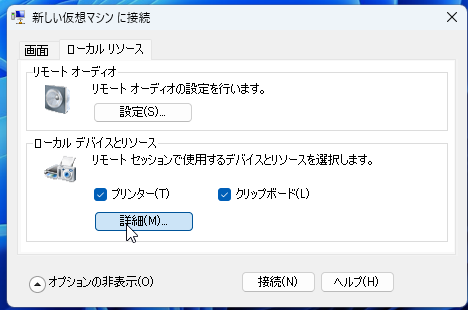 新しい仮想マシン に接続
画面
ローカル リソース
リモート オーディオ
リモート オーディオの設定を行います。
設定(S)...
ローカル デバイスとリソース
リモート セッションで使用するデバイスとリソースを選択します。
プリンター(T)
クリップボード(L)
詳細(M)...
オプションの非表示(O)
接続(N)
ヘルプ(H)